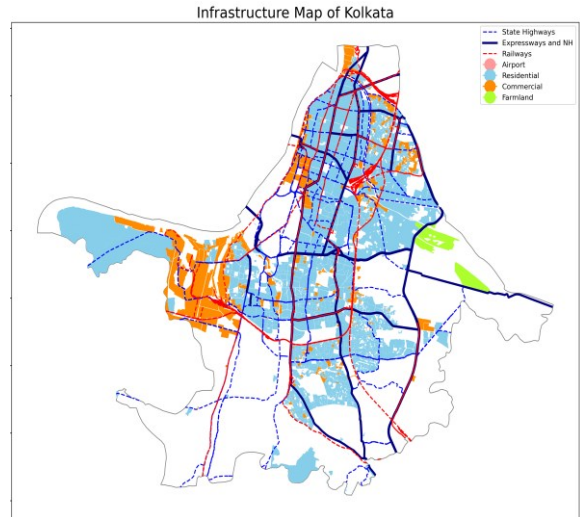 Infrastructure Map of Kolkata
State Highways
Expressways and NH
Railways
Airport
Residential
Commercial
Farmland